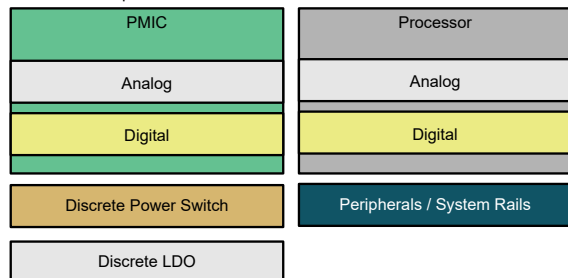 PMIC
Analog
Digital
Discrete Power Switch
Discrete LDO
Processor
Analog
Digital
Peripherals / System Rails